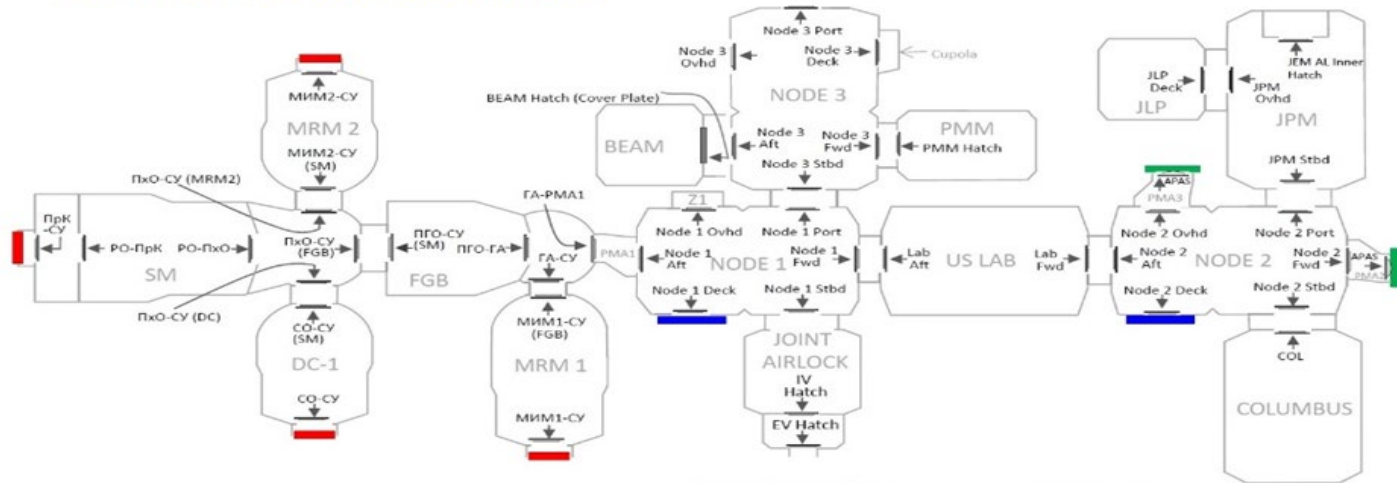 Node 3 Port
Node 3
Ovhd
Node 3
Deck
Cupola
NODE 3
BEAM Hatch (Cover Plate)
BEAM
Node 3
Aft
Node 3
Fwd
Node 3 Stbd
PMM
PMM Hatch
JLP
Deck
JLP
JEM AL Inner
Hatch
JPM
Ovhd
JPM
JPM Stbd
МИМ2-СУ
MRM 2
МИМ2-СУ
(SM)
ПхО-СУ (MRM2)
ПрК
-СУ
РО-ПрК
РО-ПхО
SM
ПхО-СУ
(FGB)
ПхО-СУ (DC)
СО-СУ
(SM)
DC-1
СО-СУ
ПГО-СУ
(SM)
ПГО-ГА
FGB
ГА-РМА1
ГА-СУ
МИМ1-СУ
(FGB)
MRM 1
МИМ1-СУ
PMA1
Z1
Node 1 Ovhd
Node 1 Port
Node 1
Aft
NODE 1
Node 1
Fwd
Node 1 Deck
Node 1 Stbd
JOINT
AIRLOCK
IV
Hatch
EV Hatch
Lab
Aft
US LAB
Lab
Fwd
APAS
PMA3
Node 2 Ovhd
Node 2 Port
Node 2
Aft
NODE 2
Node 2
Fwd
APAS
PMA2
Node 2 Deck
Node 2 Stbd
COL
COLUMBUS